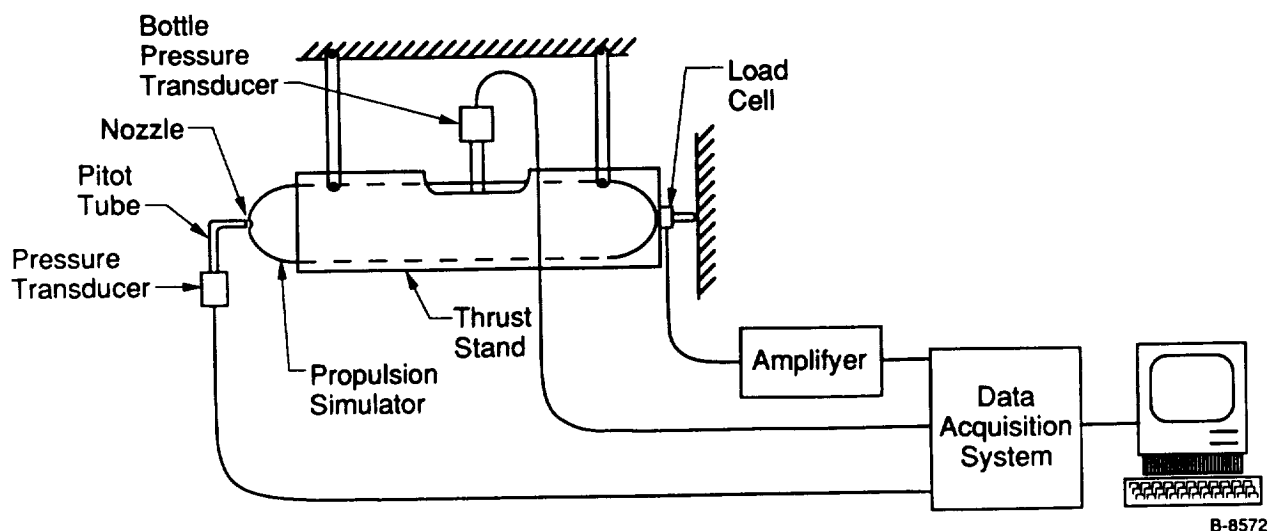 Bottle
Pressure
Transducer
Load
Cell
Nozzle
Pitot
Tube
Pressure
Transducer
Thrust
Stand
Propulsion
Simulator
Amplifyer
Data
Acquisition
System
B-8572